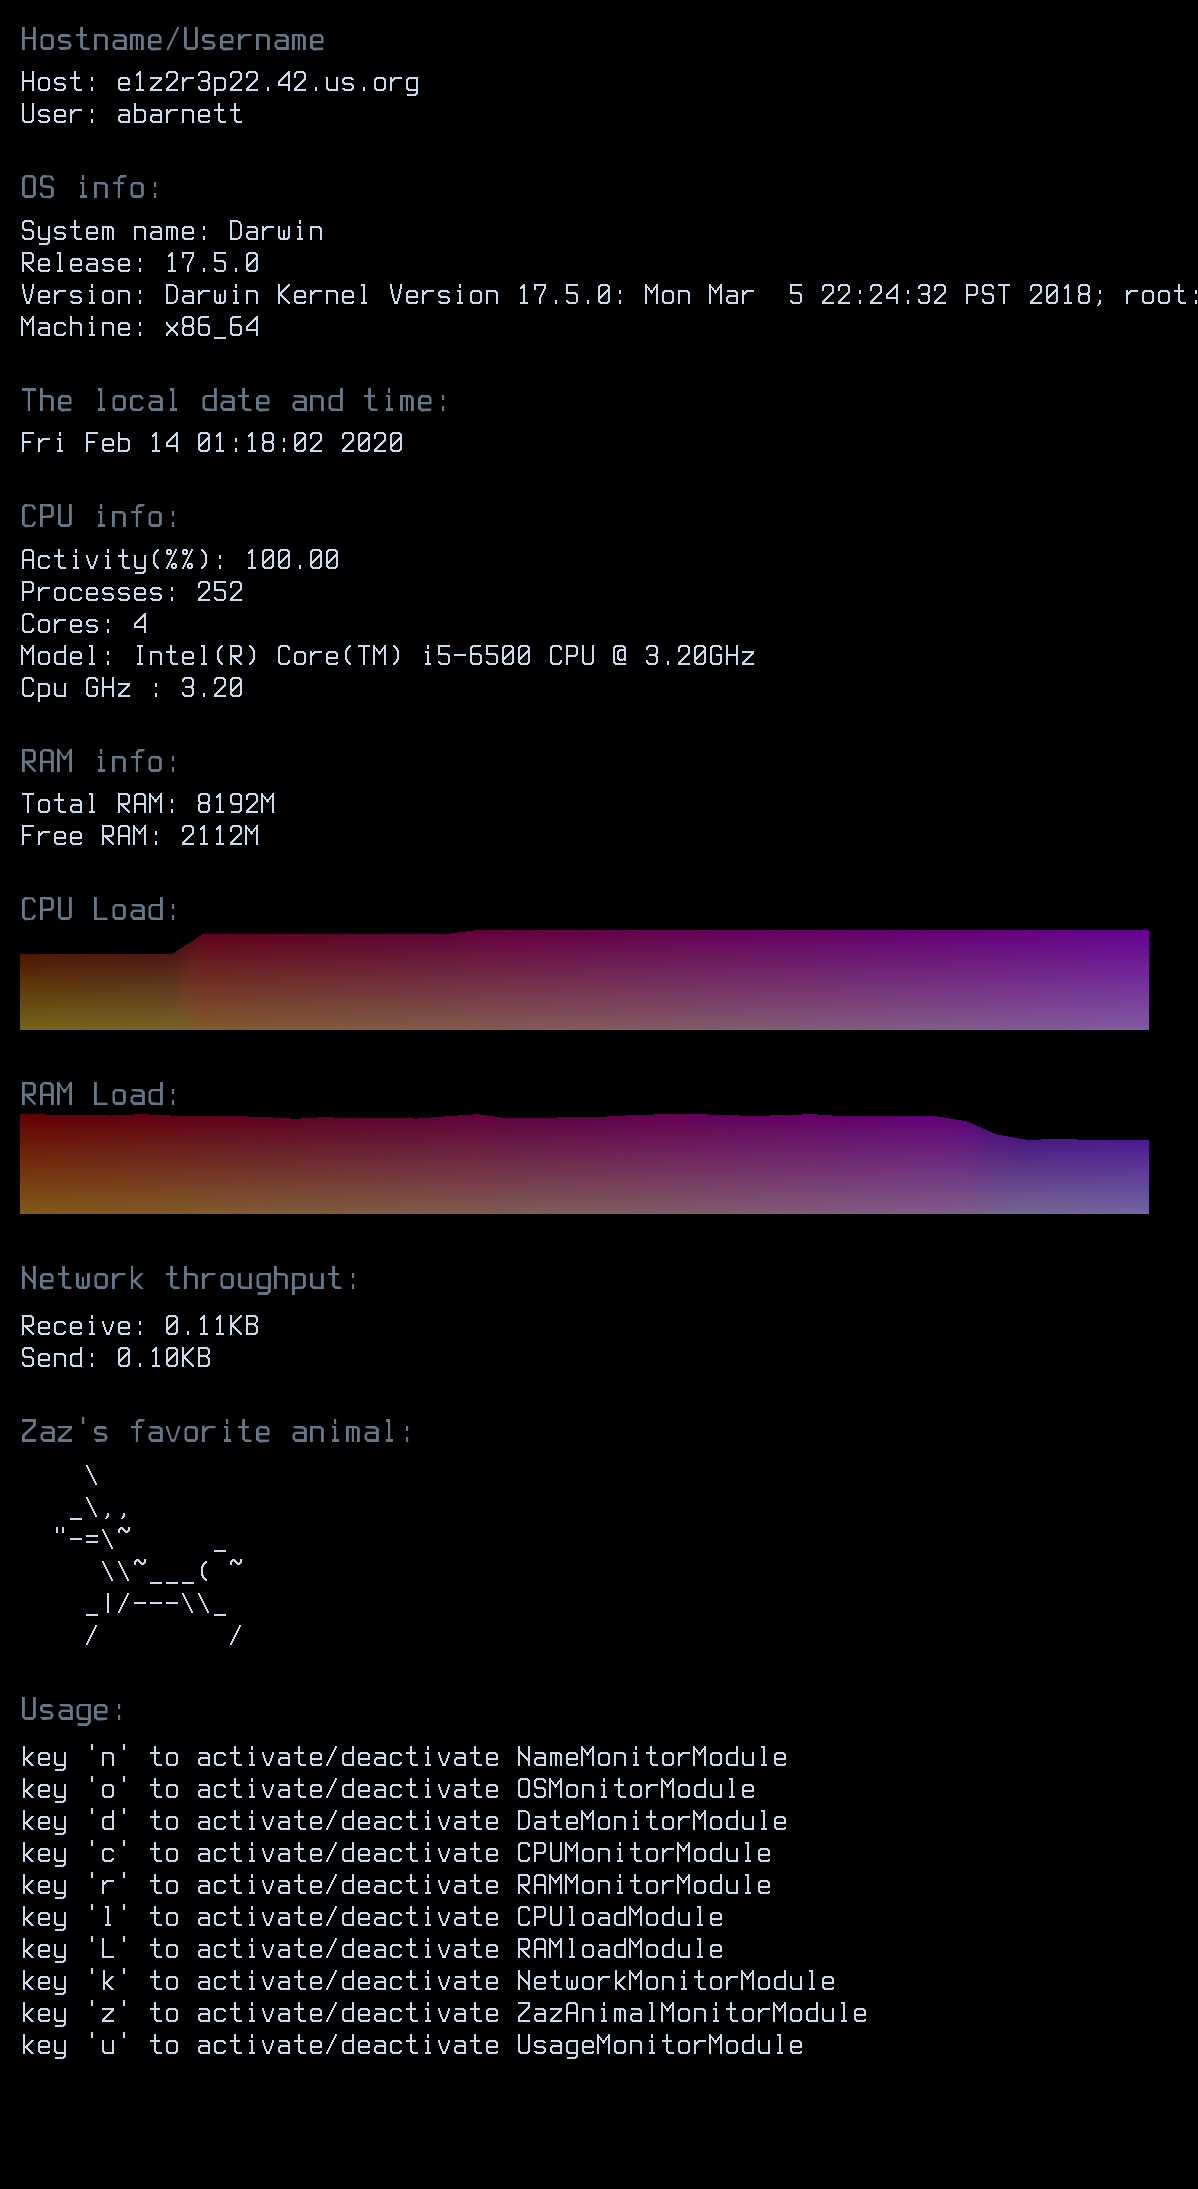 Hostname/Username
Host: e1z2r3p22.42.us.org
User: abarnett
OS info:
System name: Darwin
Release: 17.5.0
Version: Darwin Kernel Version 17.5.0: Mon Mar  5 22:24:32 PST 2018; root:
Machine: x86_64
The local date and time:
Fri Feb 14 01:18:02 2020
CPU info:
Activity(%%): 100.00
Processes: 252
Cores: 4
Model: Intel(R) Core(TM) i5-6500 CPU @ 3.20GHz
Cpu GHz : 3.20
RAM info:
Total RAM: 8192M
Free RAM: 2112M
CPU Load:
RAM Load:
Network throughput:
Receive: 0.11KB
Send: 0.10KB
Zaz's favorite animal:
    \
   _\,,
  "-=\~     _
     \\~___( ~
    _|/---\\_
    /        /
Usage:
key 'n' to activate/deactivate NameMonitorModule
key 'o' to activate/deactivate OSMonitorModule
key 'd' to activate/deactivate DateMonitorModule
key 'c' to activate/deactivate CPUMonitorModule
key 'r' to activate/deactivate RAMMonitorModule
key 'l' to activate/deactivate CPUloadModule
key 'L' to activate/deactivate RAMloadModule
key 'k' to activate/deactivate NetworkMonitorModule
key 'z' to activate/deactivate ZazAnimalMonitorModule
key 'u' to activate/deactivate UsageMonitorModule